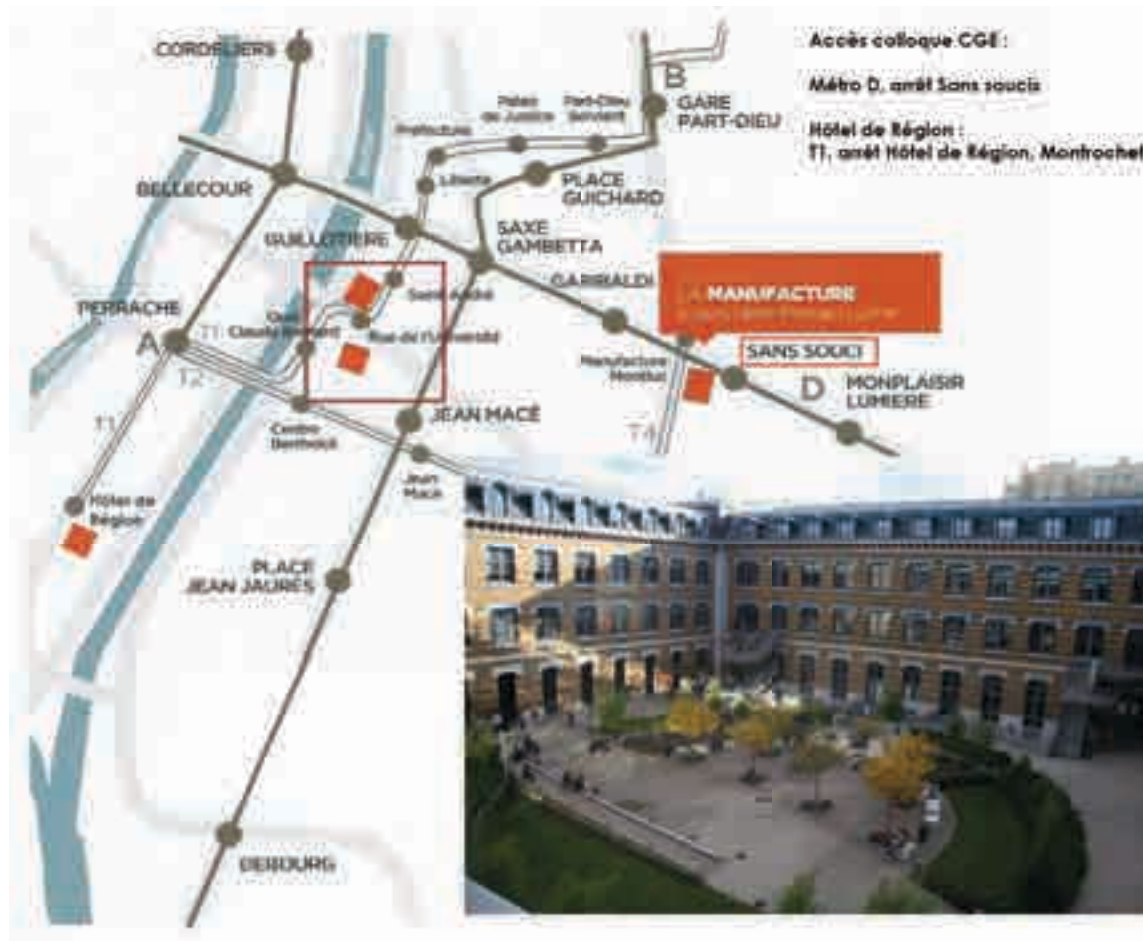 Accès colloque CGE :
Métro D, arrêt Sans soucis
Hôtel de Région :
T1, arrêt Hôtel de Région, Montrochet
CORDELIERS
B
GARE
PART-DIEU
Palais
de Justice
Part-Dieu
Servient
Préfecture
Liberté
PLACE
GUICHARD
BELLECOUR
GUILLOTIERE
SAXE
GAMBETTA
GARIBALDI
MANUFACTURE
Saint André
PERRACHE
A
T1
Quai
Claude Bernard
Rue de l'Université
T2
SANS SOUCI
Manufacture
Montluc
D
MONPLAISIR
LUMIERE
T4
T1
Centre
Berthelot
JEAN MACÉ
Jean
Macé
Hôtel de
Région
PLACE
JEAN JAURÈS
DEBOURG